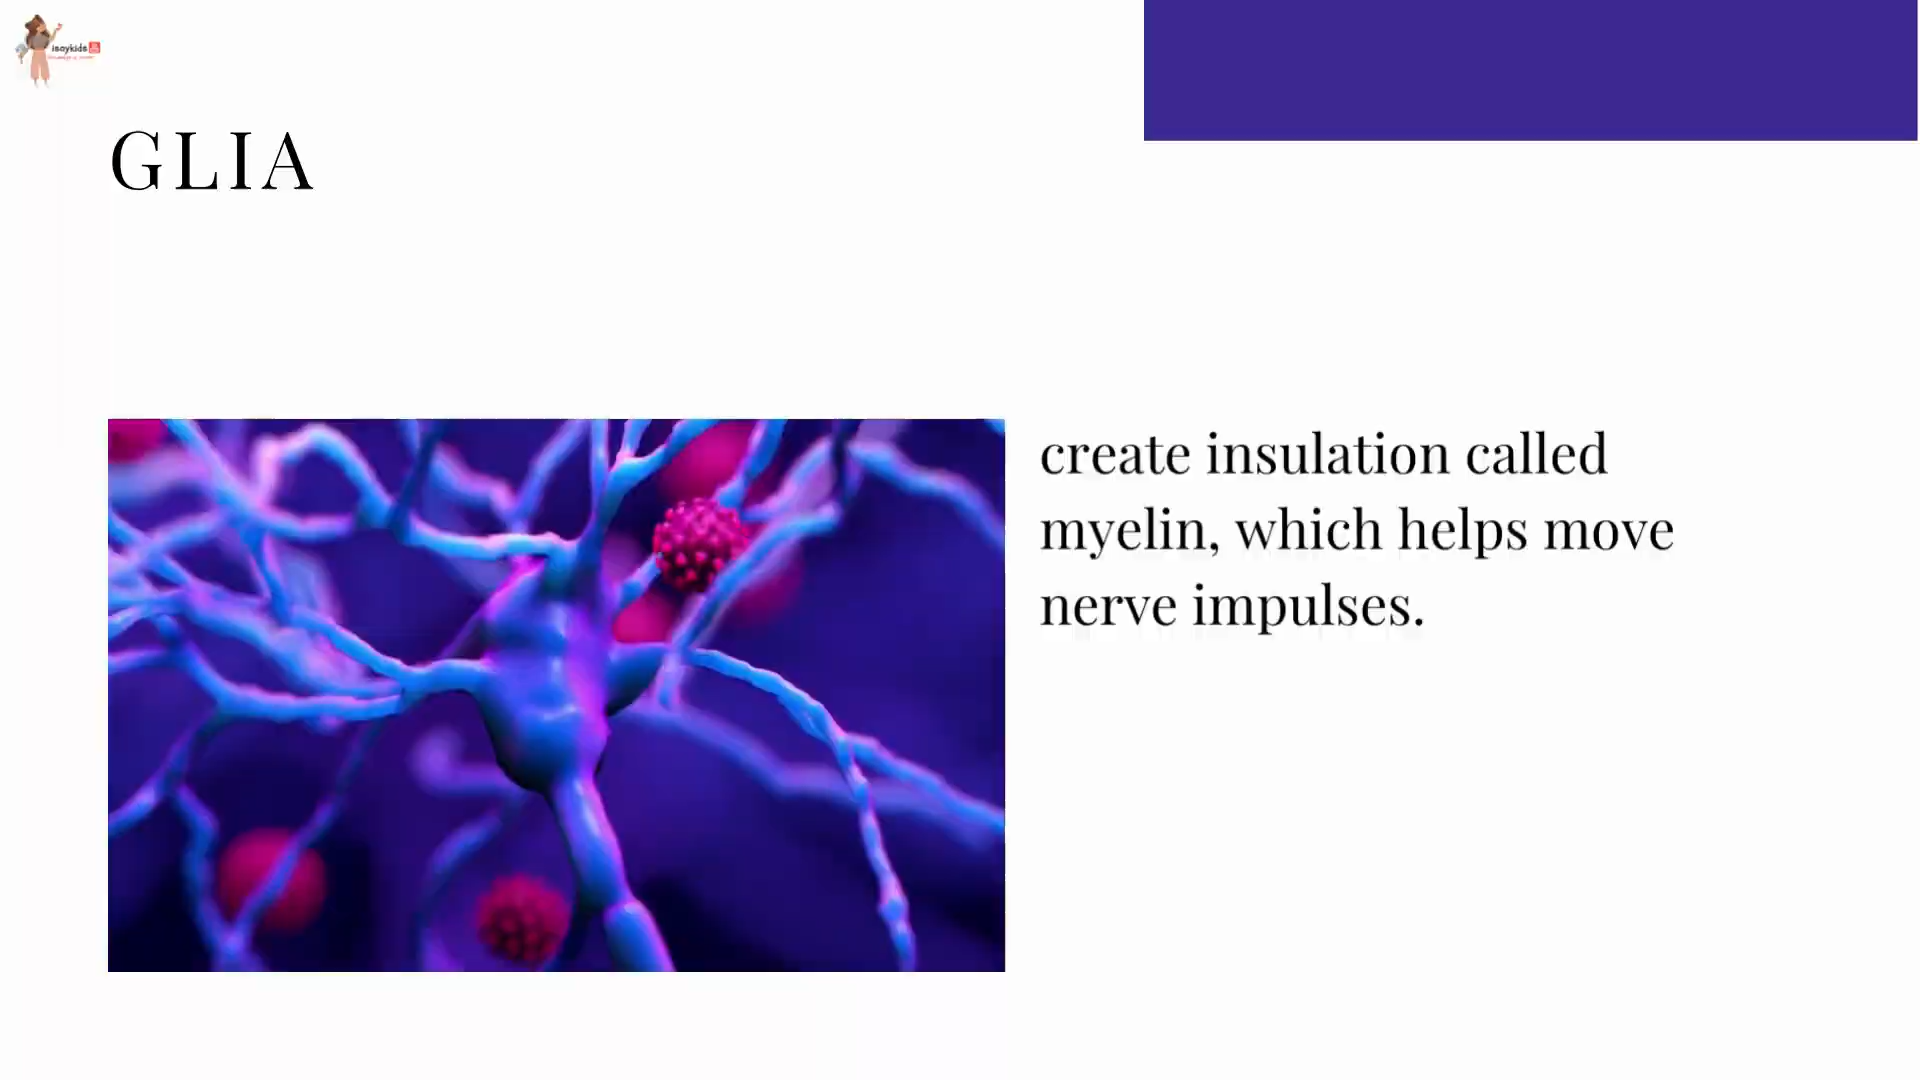 isaykids
GLIA
create insulation called
myelin, which helps move
nerve impulses.